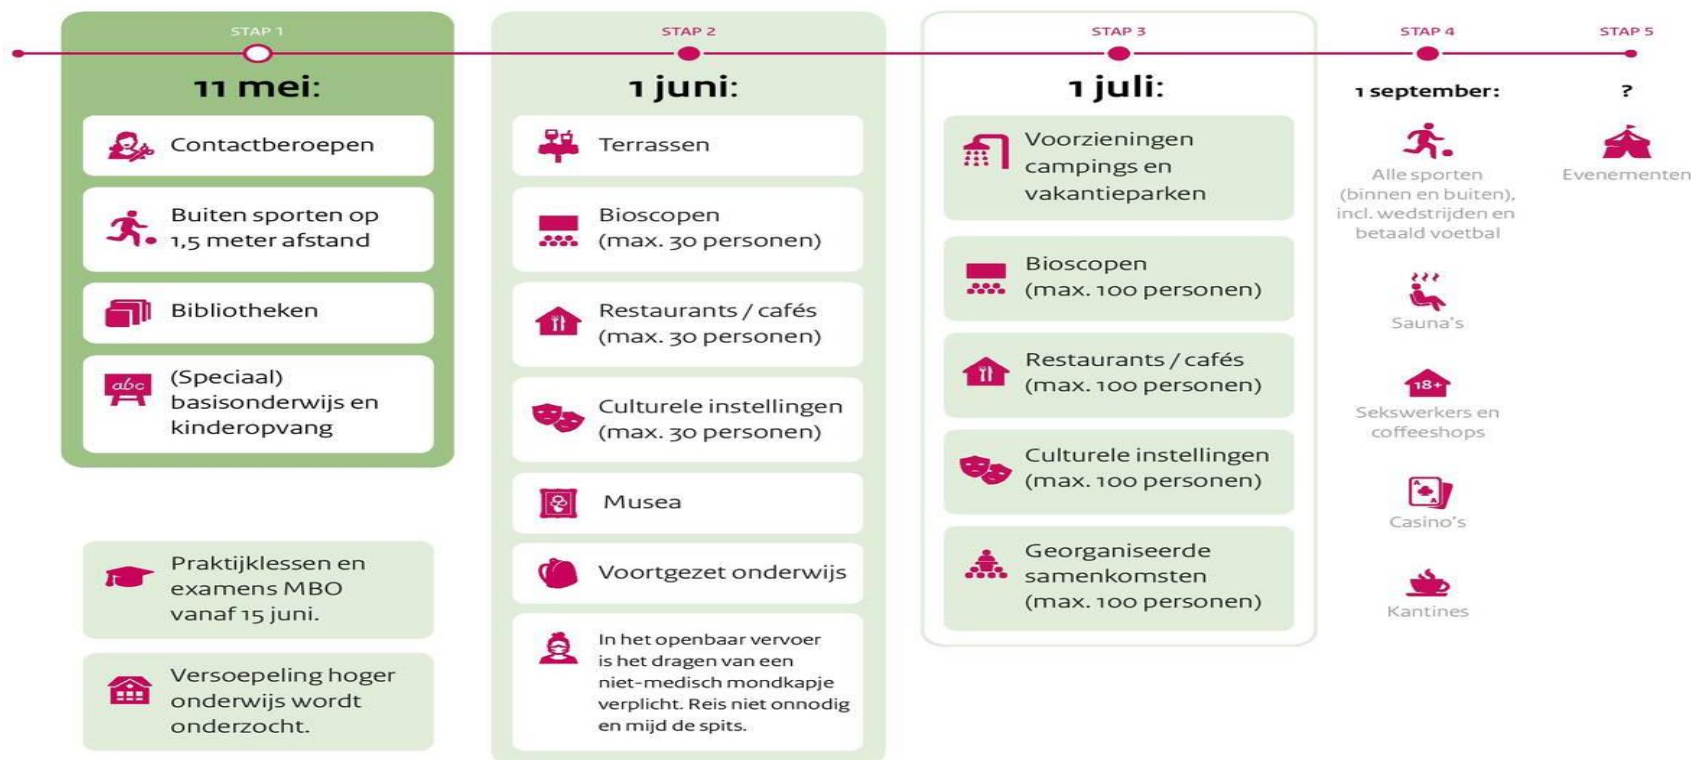 STAP 1
11 mei:
Contactberoepen
Buiten sporten op
1,5 meter afstand
Bibliotheken
abc
(Speciaal)
basisonderwijs en
kinderopvang
Praktijklessen en
examens MBO
vanaf 15 juni.
Versoepeling hoger
onderwijs wordt
onderzocht.
STAP 2
1 juni:
Terrassen
Bioscopen
(max. 30 personen)
Restaurants / cafés
(max. 30 personen)
Culturele instellingen
(max. 30 personen)
Musea
Voortgezet onderwijs
In het openbaar vervoer
is het dragen van een
niet-medisch mondkapje
verplicht. Reis niet onnodig
en mijd de spits.
STAP 3
1 juli:
Voorzieningen
campings en
vakantieparken
Bioscopen
(max. 100 personen)
Restaurants / cafés
(max. 100 personen)
Culturele instellingen
(max. 100 personen)
Georganiseerde
samenkomsten
(max. 100 personen)
STAP 4
1 september:
Alle sporten
(binnen en buiten),
incl. wedstrijden en
betaald voetbal
Sauna's
18+
Sekswerkers en
coffeeshops
A
A
Casino's
Kantines
STAP 5
?
Evenementen